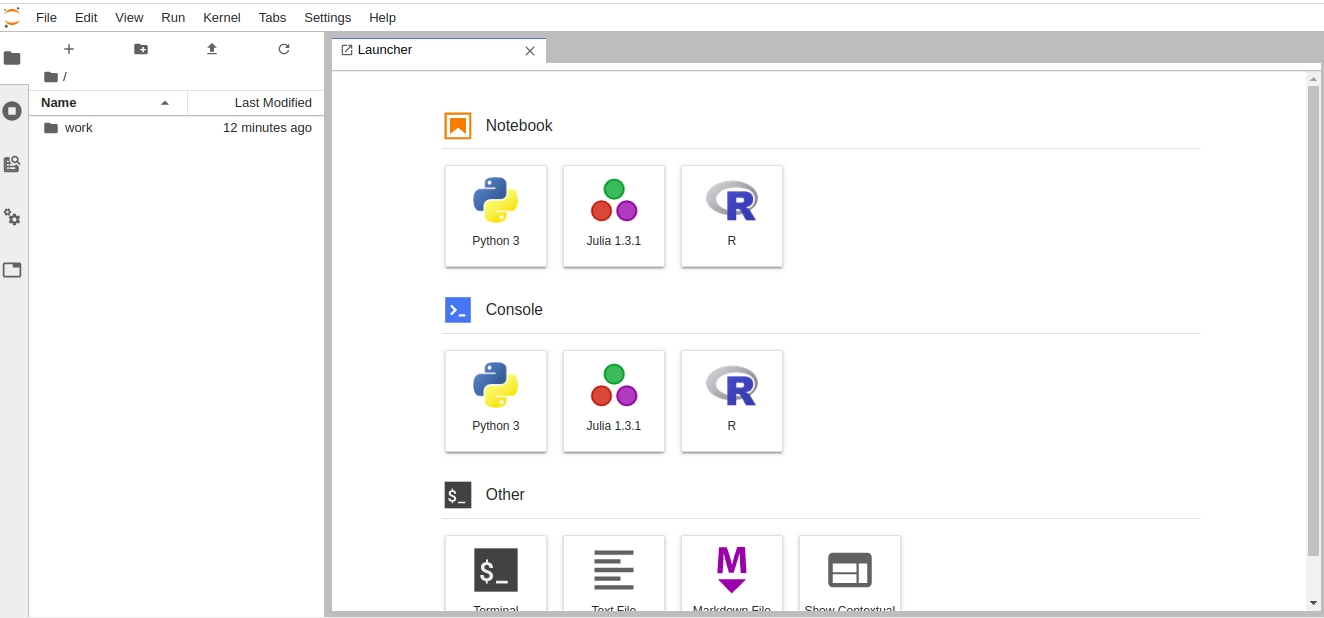 File Edit View Run Kernel Tabs Settings Help
Launcher
/
Name Last Modified
work 12 minutes ago
Notebook
Python 3 Julia 1.3.1 R
Console
Python 3 Julia 1.3.1 R
$_ Other
$_ M
Terminal Text File Markdown File Show Contextual